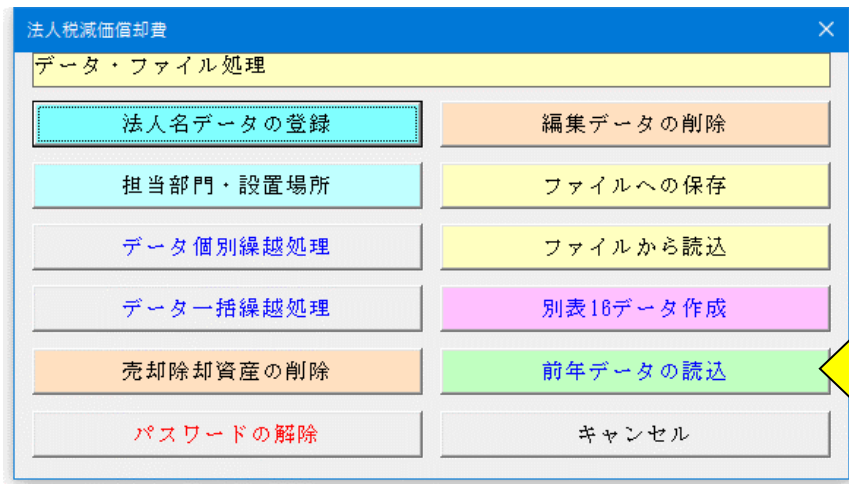 法人税減価償却費
データ・ファイル処理
法人名データの登録
編集データの削除
担当部門・設置場所
ファイルへの保存
データ個別繰越処理
ファイルから読込
データ一括繰越処理
別表16データ作成
売却除却資産の削除
前年データの読込
パスワードの解除
キャンセル